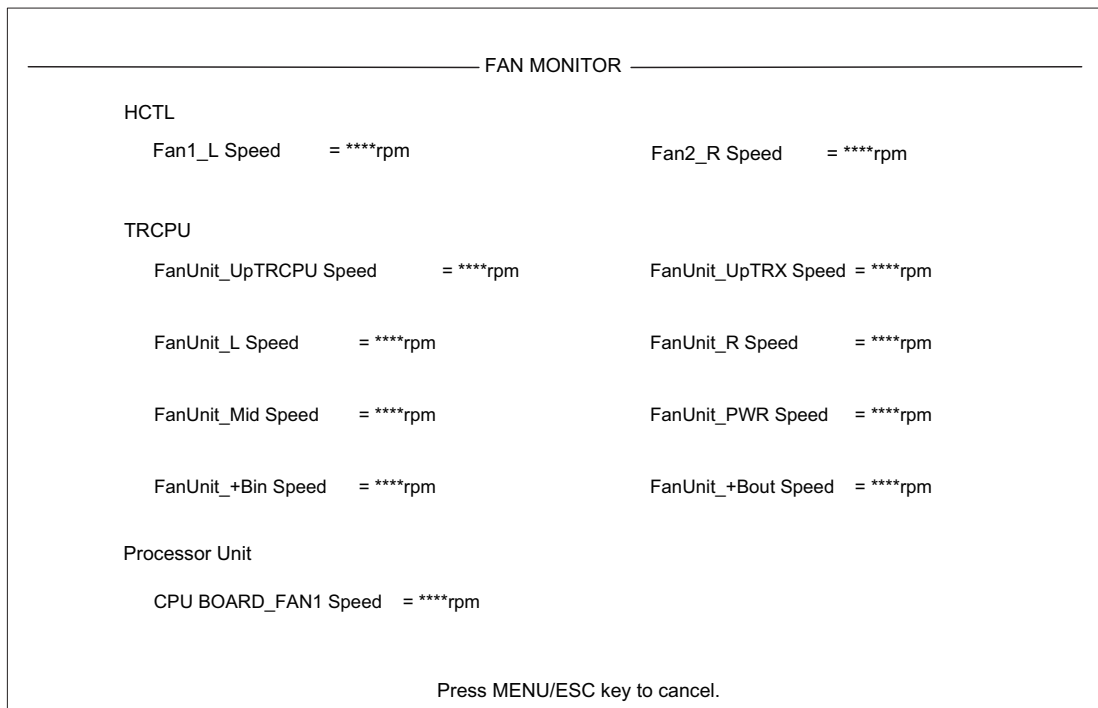 FAN MONITOR
HCTL
Fan1_L Speed = ****rpm Fan2_R Speed = ****rpm
TRCPU
FanUnit_UpTRCPU Speed = ****rpm FanUnit_UpTRX Speed = ****rpm
FanUnit_L Speed = ****rpm FanUnit_R Speed = ****rpm
FanUnit_Mid Speed = ****rpm FanUnit_PWR Speed = ****rpm
FanUnit_+Bin Speed = ****rpm FanUnit_+Bout Speed = ****rpm
Processor Unit
CPU BOARD_FAN1 Speed = ****rpm
Press MENU/ESC key to cancel.